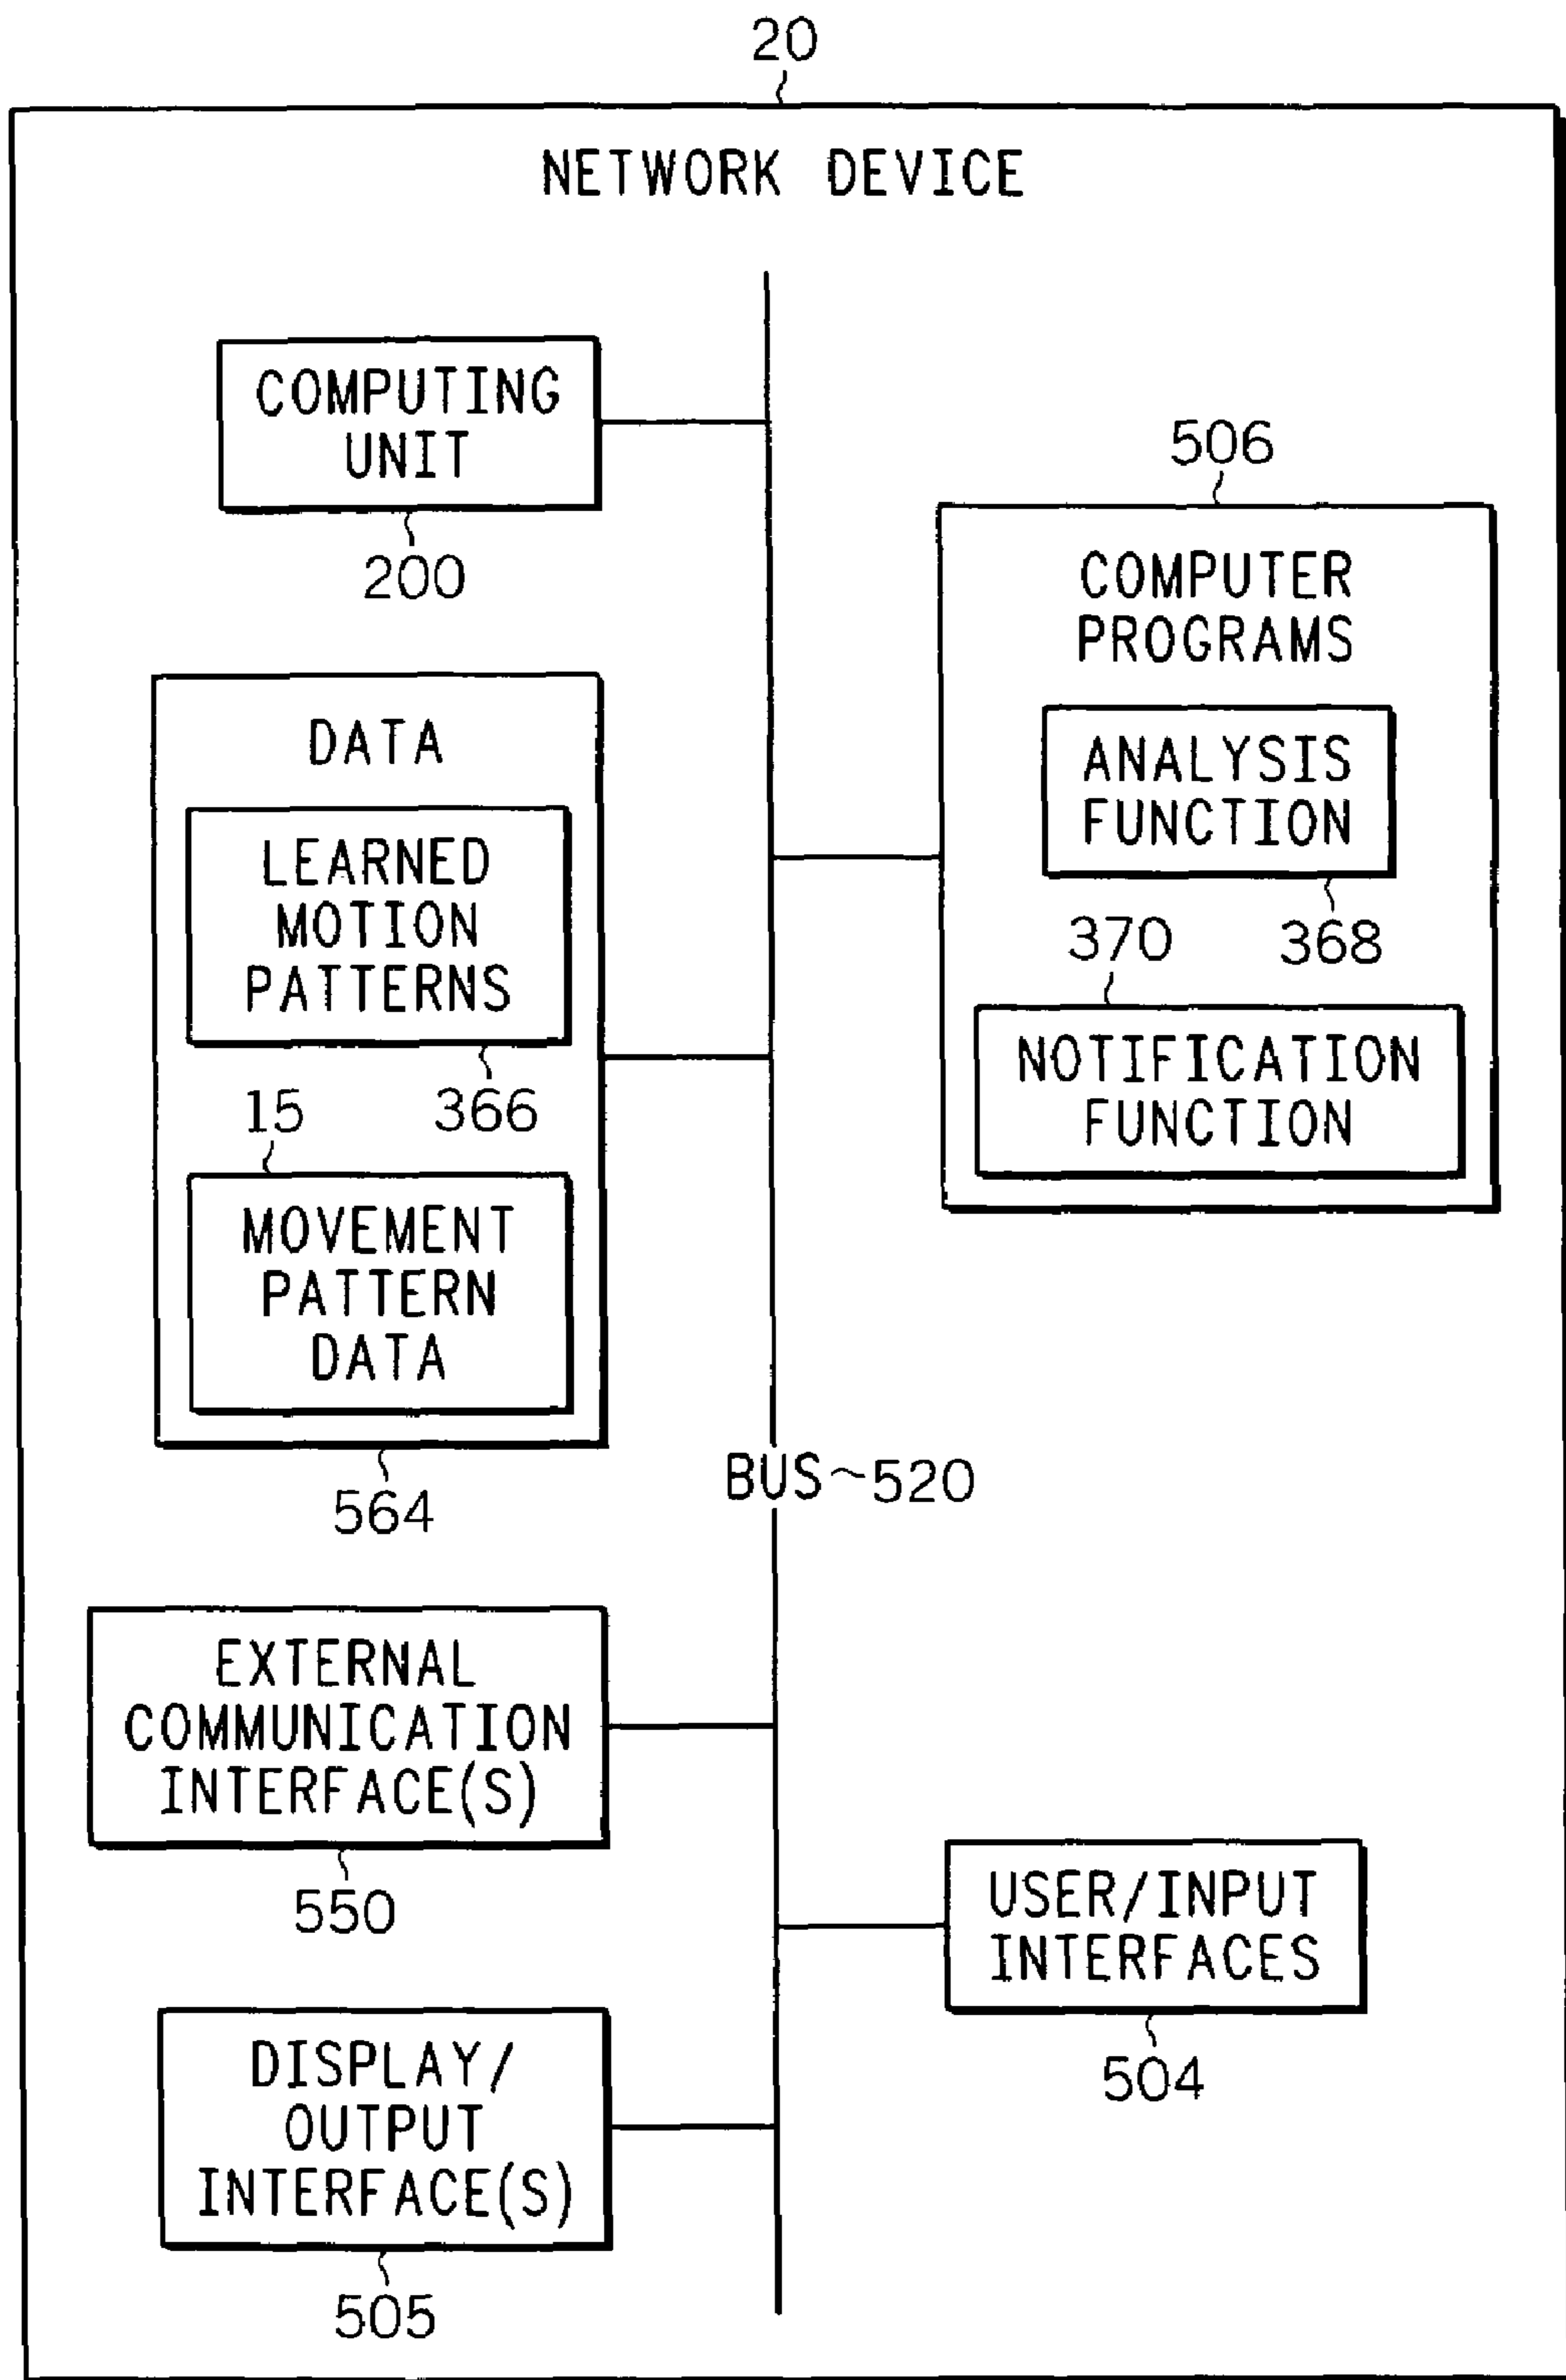 20
NETWORK DEVICE
COMPUTING
UNIT
200
506
COMPUTER
PROGRAMS
ANALYSIS
FUNCTION
368
370
NOTIFICATION
FUNCTION
DATA
LEARNED
MOTION
PATTERNS
366
15
MOVEMENT
PATTERN
DATA
564
BUS~520
EXTERNAL
COMMUNICATION
INTERFACE(S)
550
USER/INPUT
INTERFACES
504
DISPLAY/
OUTPUT
INTERFACE(S)
505